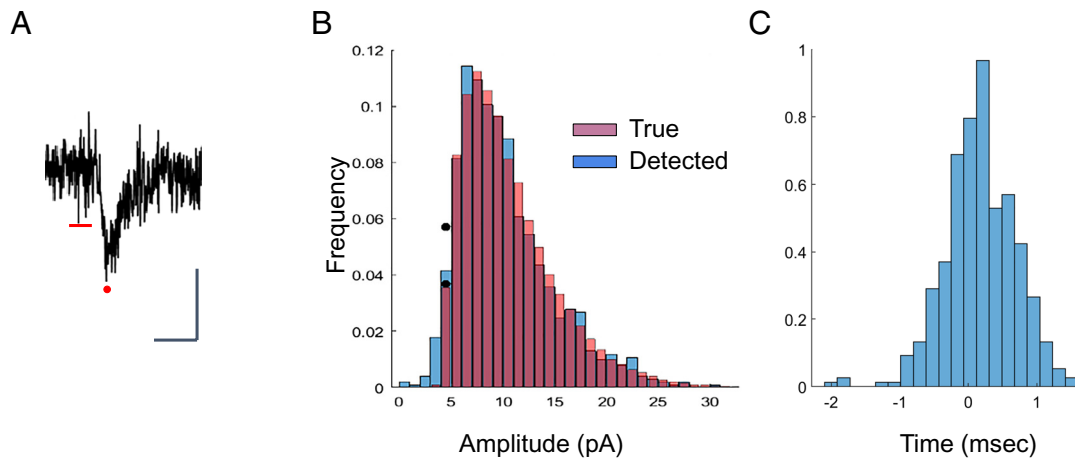 A
B
C
Frequency
0.12
0.1
0.08
0.06
0.04
0.02
0
0 5 10 15 20 25 30
Amplitude (pA)
True
Detected
1
0.8
0.6
0.4
0.2
0
-2 -1 0 1
Time (msec)